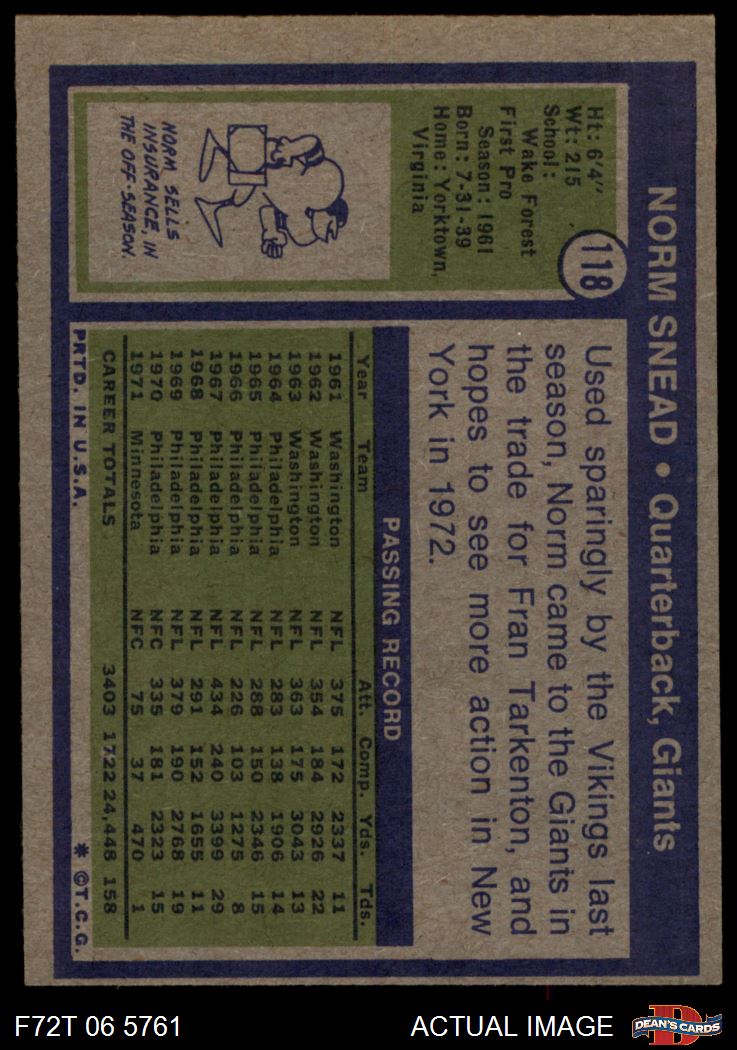 NORM SNEAD • Quarterback, Giants
118
Ht: 6'4"
Wt: 215
School:
Wake Forest
First Pro
Season: 1961
Born: 7-31-39
Home: Yorktown,
Virginia
NORM SELLS
INSURANCE, IN
THE OFF-SEASON.
Used sparingly by the Vikings last
season, Norm came to the Giants in
the trade for Fran Tarkenton, and
hopes to see more action in New
York in 1972.
PASSING RECORD
Year Team Att. Comp. Yds. Tds.
1961 Washington NFL 375 172 2337 11
1962 Washington NFL 354 184 2926 22
1963 Washington NFL 363 175 3043 13
1964 Philadelphia NFL 283 138 1906 14
1965 Philadelphia NFL 288 150 2346 15
1966 Philadelphia NFL 226 103 1275 8
1967 Philadelphia NFL 434 240 3399 29
1968 Philadelphia NFL 291 152 1655 11
1969 Philadelphia NFL 379 190 2768 19
1970 Philadelphia NFC 335 181 2323 15
1971 Minnesota NFC 75 37 470 1
CAREER TOTALS 3403 1722 24,448 158
PRTD. IN U.S.A. * ©T.C.G.
F72T 06 5761 ACTUAL IMAGE
D
DEAN'S CARDS